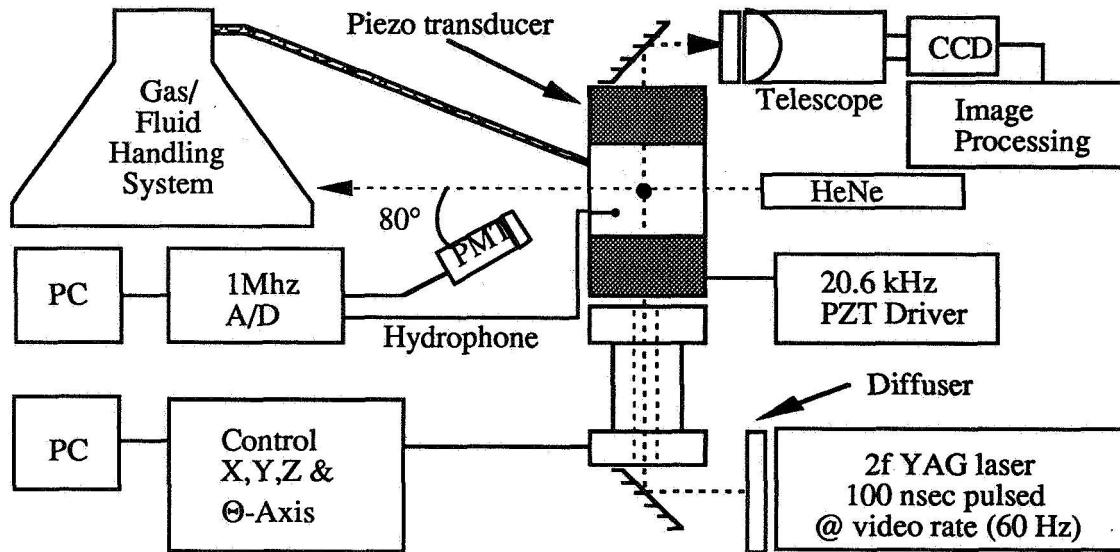 Piezo transducer
Gas/
Fluid
Handling
System
CCD
Telescope
Image
Processing
HeNe
80°
PMT
PC
1Mhz
A/D
Hydrophone
20.6 kHz
PZT Driver
Diffuser
PC
Control
X,Y,Z &
Θ-Axis
2f YAG laser
100 nsec pulsed
@ video rate (60 Hz)